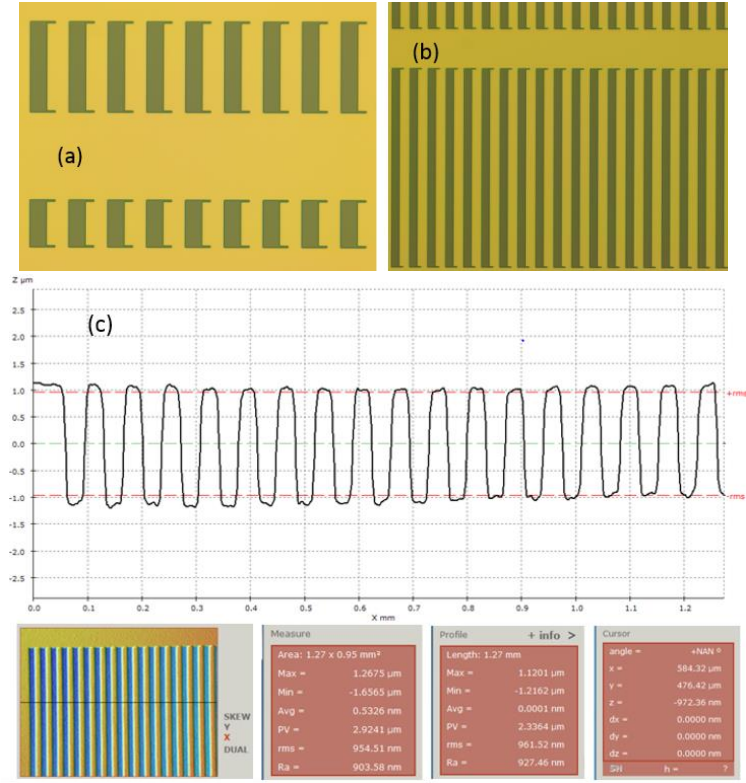 (a)
(b)
Z µm
(c)
2.5
2.0
1.5
1.0
0.5
0.0
-0.5
-1.0
-1.5
-2.0
-2.5
+rms
-rms
0.0 0.1 0.2 0.3 0.4 0.5 0.6 0.7 0.8 0.9 1.0 1.1 1.2
X mm
SKEW
Y
X
DUAL
Measure
Area: 1.27 x 0.95 mm²
Max = 1.2675 µm
Min = -1.6565 µm
Avg = 0.5326 nm
PV = 2.9241 µm
rms = 954.51 nm
Ra = 903.58 nm
Profile + info >
Length: 1.27 mm
Max = 1.1201 µm
Min = -1.2162 µm
Avg = 0.0001 nm
PV = 2.3364 µm
rms = 961.52 nm
Ra = 927.46 nm
Cursor
angle = +NAN º
x = 584.32 µm
y = 476.42 µm
z = -972.36 nm
dx = 0.0000 nm
dy = 0.0000 nm
dz = 0.0000 nm
h = ?